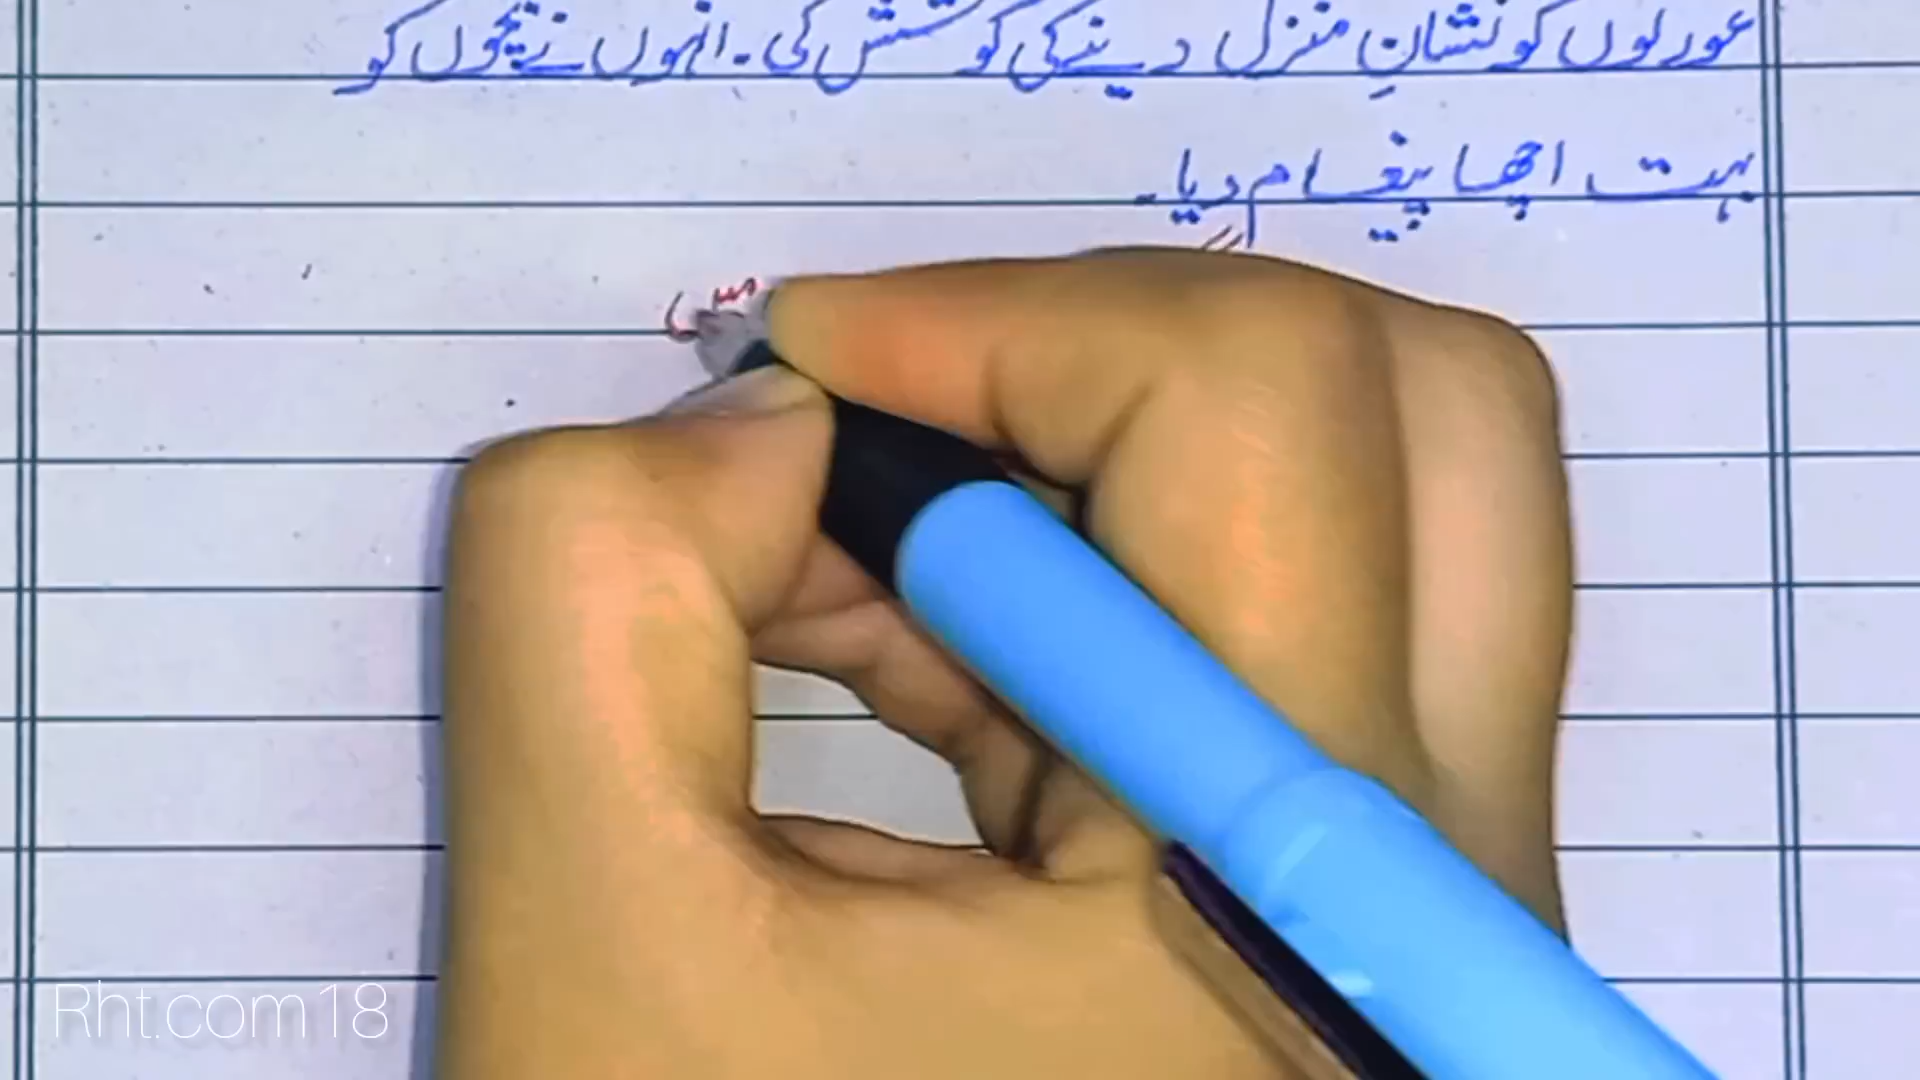 عورتوں کو نشانِ منزل دینے کی کوشش کی۔ انہوں نے بچوں کو
بہت اچھا پیغام دیا۔
Rht.com18